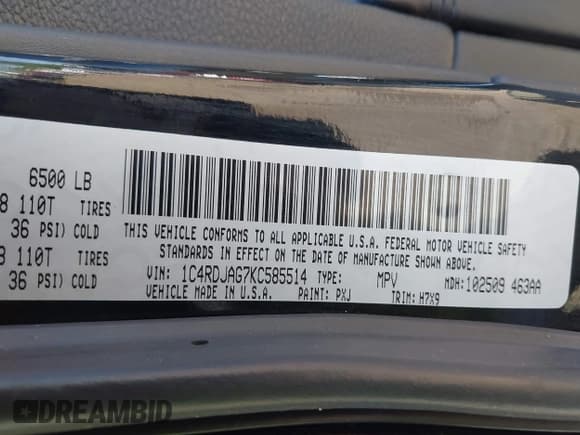 6500 LB
8 110T TIRES
36 PSI) COLD
8 110T TIRES
36 PSI) COLD
THIS VEHICLE CONFORMS TO ALL APPLICABLE U.S.A. FEDERAL MOTOR VEHICLE SAFETY
STANDARDS IN EFFECT ON THE DATE OF MANUFACTURE SHOWN ABOVE.
VIN: 1C4RDJAG7KC585514 TYPE: MPV MDH:102509 463AA
VEHICLE MADE IN U.S.A. PAINT: PXJ TRIM: H7X9
DREAMBID